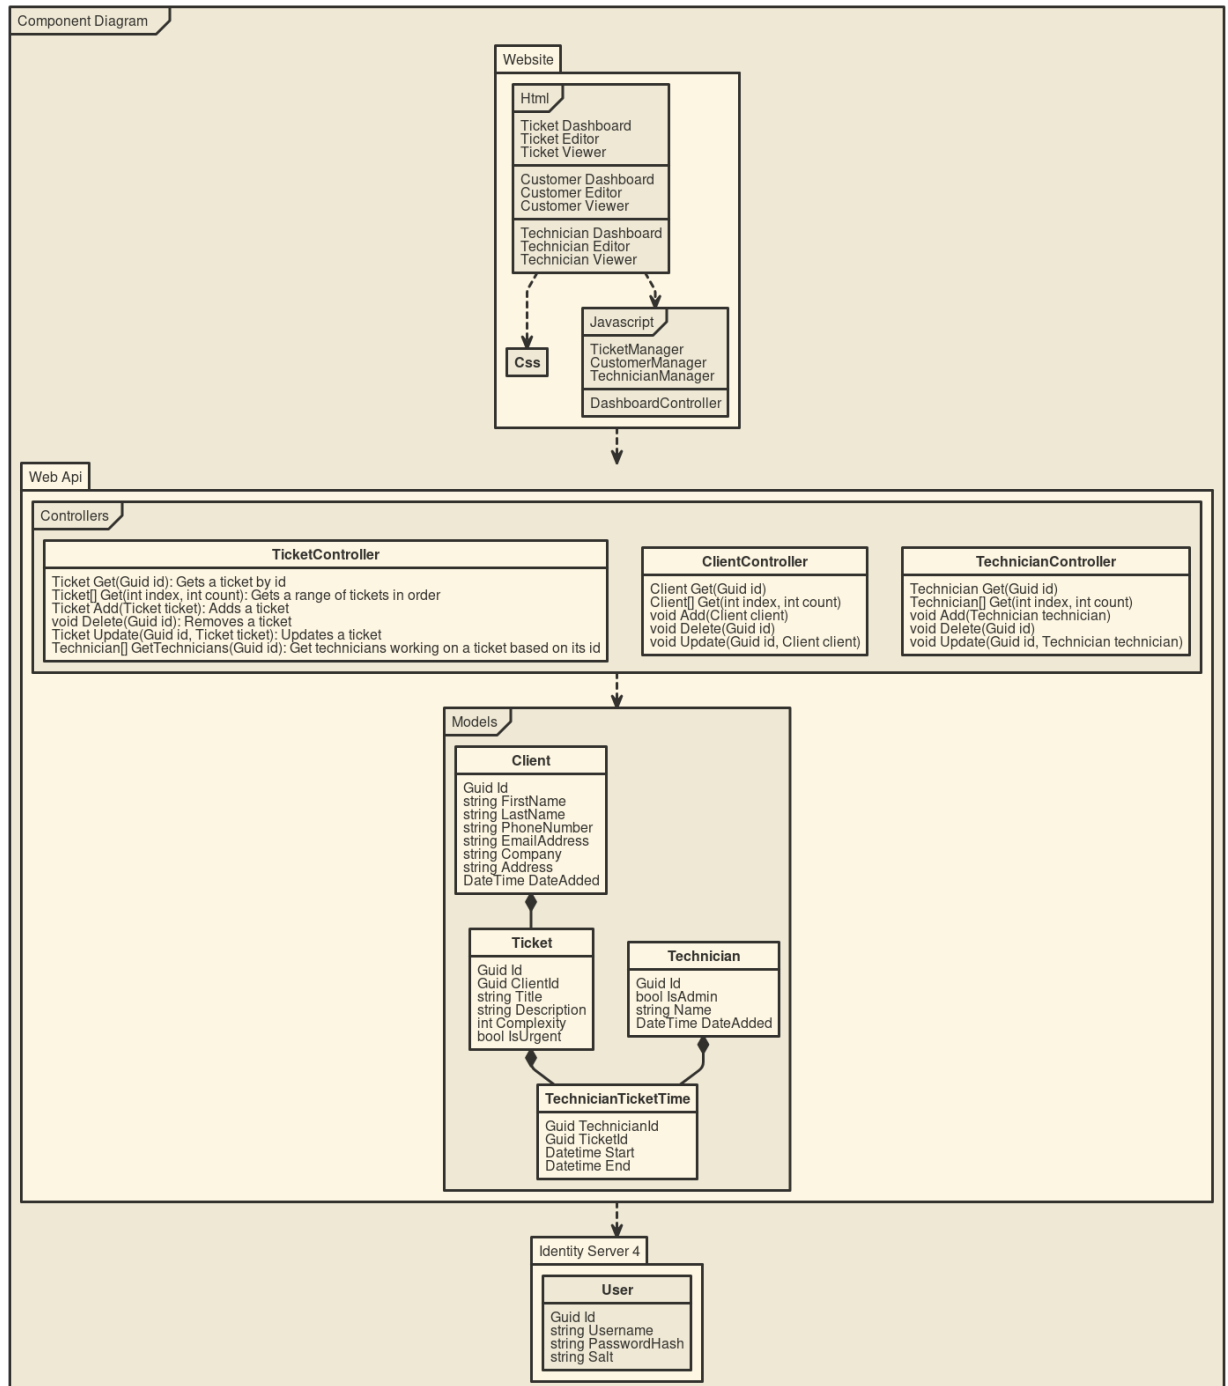 Component Diagram
Website
Html
Ticket Dashboard
Ticket Editor
Ticket Viewer
Customer Dashboard
Customer Editor
Customer Viewer
Technician Dashboard
Technician Editor
Technician Viewer
Css
Javascript
TicketManager
CustomerManager
TechnicianManager
DashboardController
Web Api
Controllers
TicketController
Ticket Get(Guid id): Gets a ticket by id
Ticket[] Get(int index, int count): Gets a range of tickets in order
Ticket Add(Ticket ticket): Adds a ticket
void Delete(Guid id): Removes a ticket
Ticket Update(Guid id, Ticket ticket): Updates a ticket
Technician[] GetTechnicians(Guid id): Get technicians working on a ticket based on its id
ClientController
Client Get(Guid id)
Client[] Get(int index, int count)
void Add(Client client)
void Delete(Guid id)
void Update(Guid id, Client client)
TechnicianController
Technician Get(Guid id)
Technician[] Get(int index, int count)
void Add(Technician technician)
void Delete(Guid id)
void Update(Guid id, Technician technician)
Models
Client
Guid Id
string FirstName
string LastName
string PhoneNumber
string EmailAddress
string Company
string Address
DateTime DateAdded
Ticket
Guid Id
Guid ClientId
string Title
string Description
int Complexity
bool IsUrgent
Technician
Guid Id
bool IsAdmin
string Name
DateTime DateAdded
TechnicianTicketTime
Guid TechnicianId
Guid TicketId
Datetime Start
Datetime End
Identity Server 4
User
Guid Id
string Username
string PasswordHash
string Salt